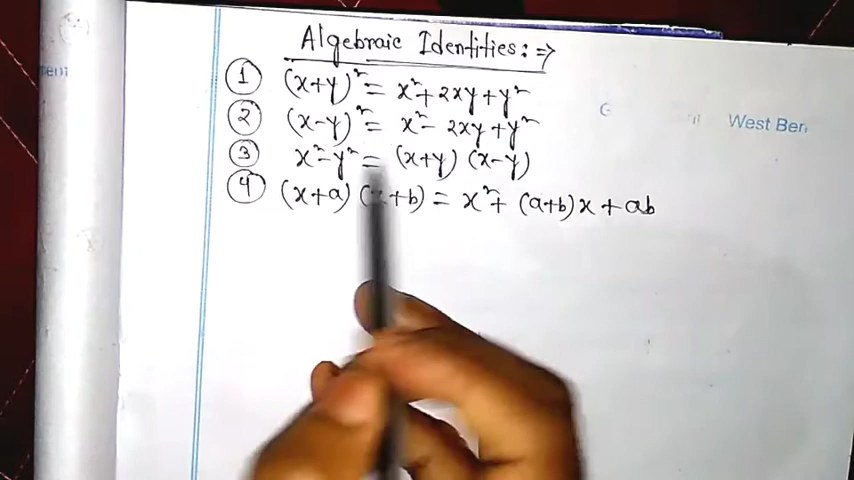 Algebraic Identities: ⇒
① (x+y)² = x² + 2xy + y²
② (x-y)² = x² - 2xy + y²
③ x² - y² = (x+y) (x-y)
④ (x+a) (x+b) = x² + (a+b)x + ab
West Ben